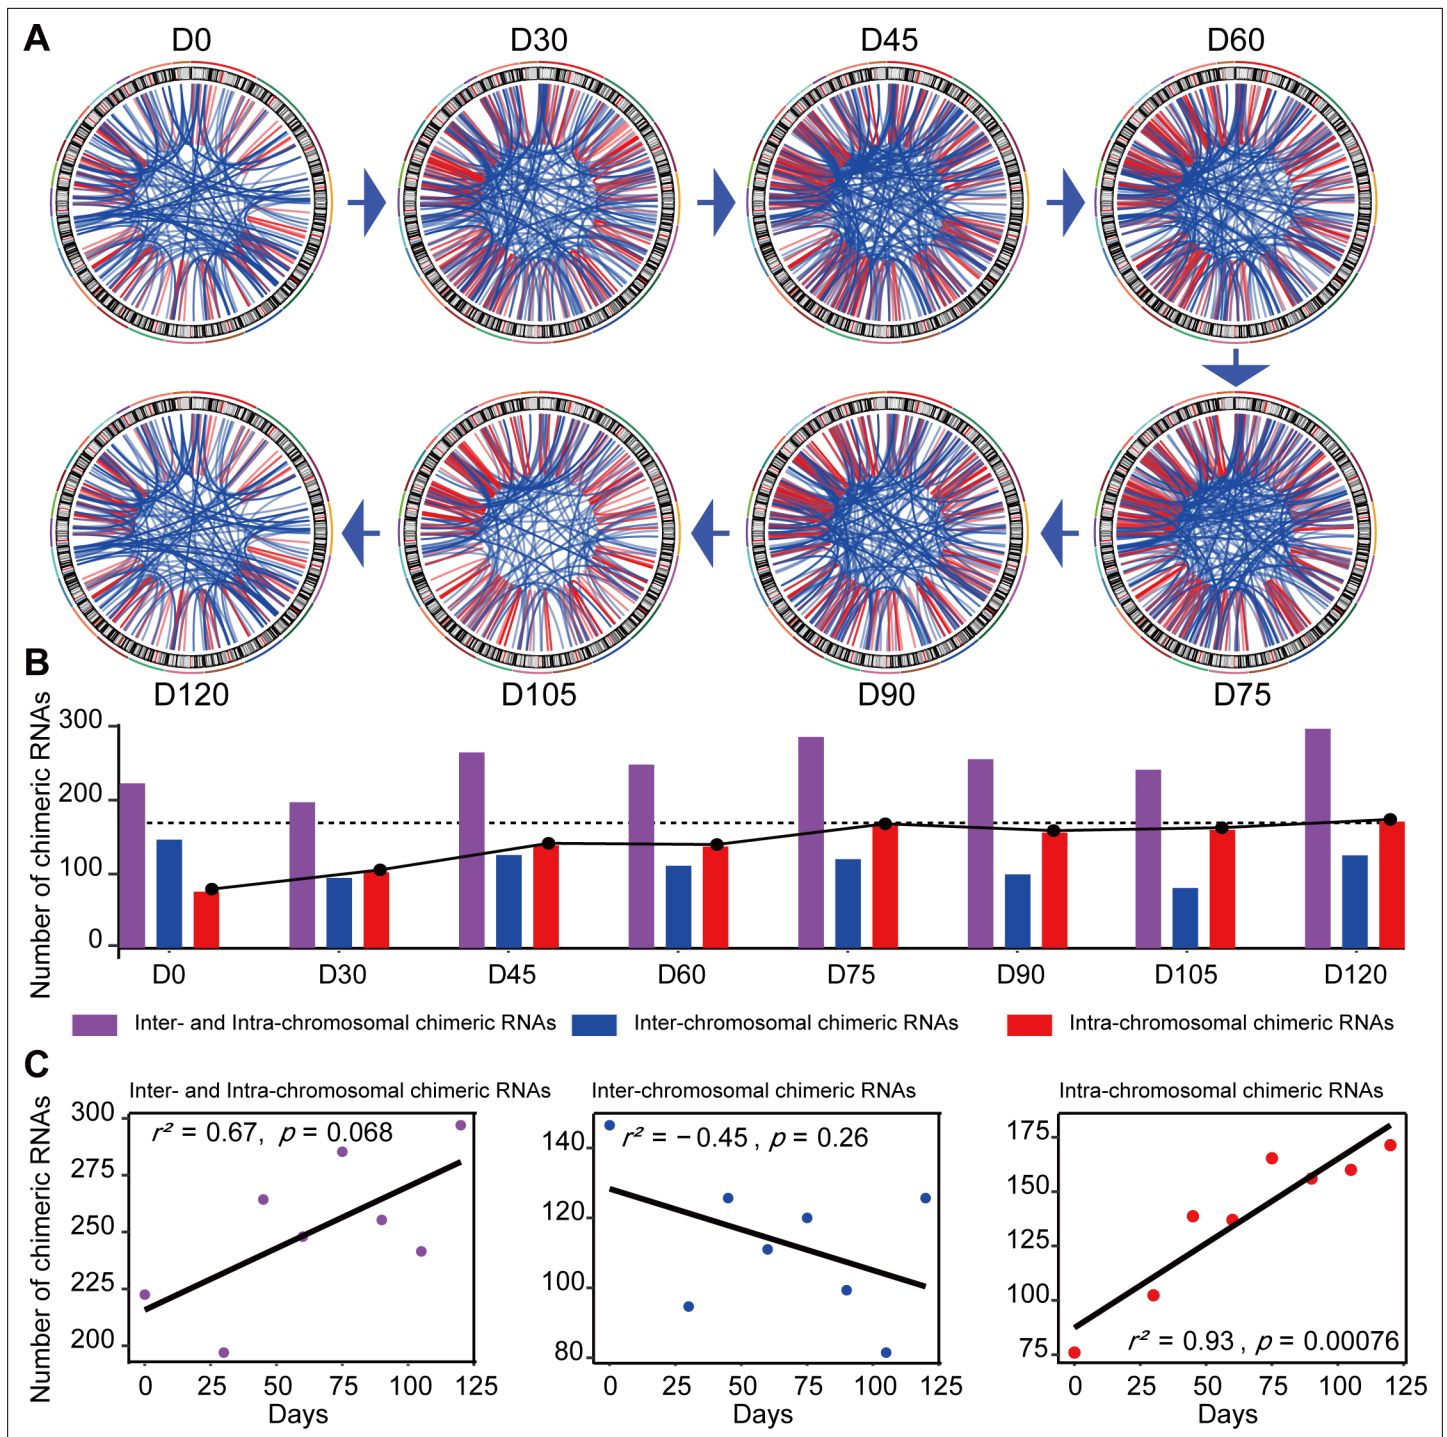 A
D0 D30 D45 D60
D120 D105 D90 D75
B
Number of chimeric RNAs
300
200
100
0
D0 D30 D45 D60 D75 D90 D105 D120
Inter- and Intra-chromosomal chimeric RNAs Inter-chromosomal chimeric RNAs Intra-chromosomal chimeric RNAs
C
Number of chimeric RNAs
Inter- and Intra-chromosomal chimeric RNAs
r² = 0.67, p = 0.068
300
275
250
225
200
0 25 50 75 100 125
Days
Inter-chromosomal chimeric RNAs
r² = −0.45, p = 0.26
140
120
100
80
0 25 50 75 100 125
Days
Intra-chromosomal chimeric RNAs
175
150
125
100
75
r² = 0.93, p = 0.00076
0 25 50 75 100 125
Days